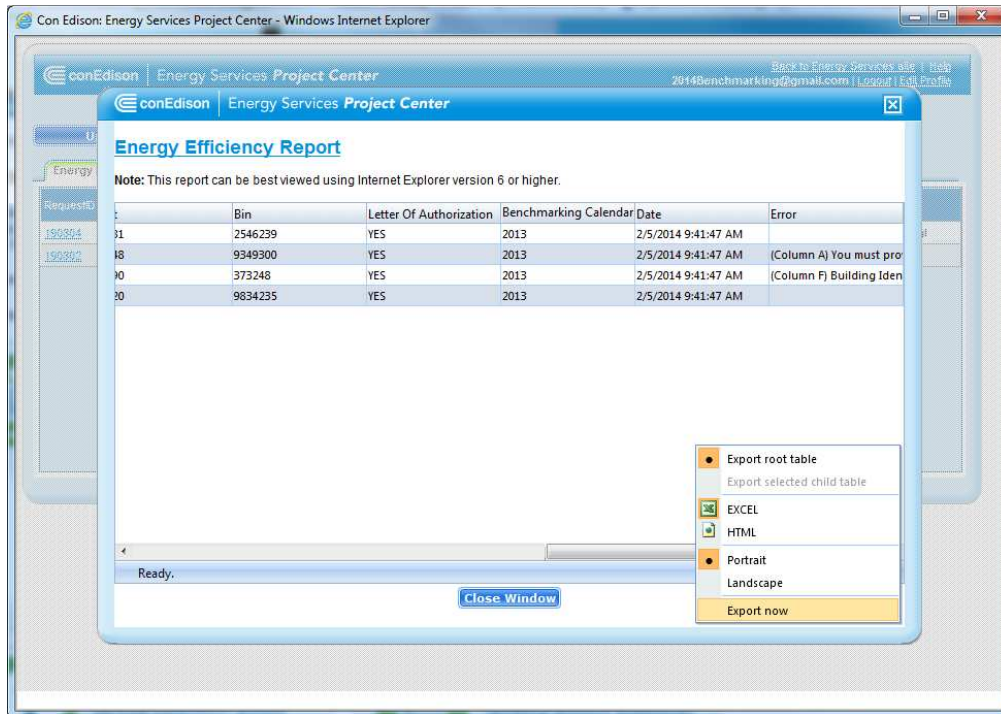 Con Edison: Energy Services Project Center - Windows Internet Explorer
conEdison Energy Services Project Center
Back to Energy Services site | Help
2014Benchmarking@gmail.com | Logout | Edit Profile
conEdison Energy Services Project Center
Energy Efficiency Report
Energy
Note: This report can be best viewed using Internet Explorer version 6 or higher.
RequestID
Bin Letter Of Authorization Benchmarking Calendar Date Error
190304 31 2546239 YES 2013 2/5/2014 9:41:47 AM
190302 48 9349300 YES 2013 2/5/2014 9:41:47 AM (Column A) You must pro
90 373248 YES 2013 2/5/2014 9:41:47 AM (Column F) Building Iden
20 9834235 YES 2013 2/5/2014 9:41:47 AM
Export root table
Export selected child table
EXCEL
HTML
Portrait
Landscape
Export now
Ready.
Close Window